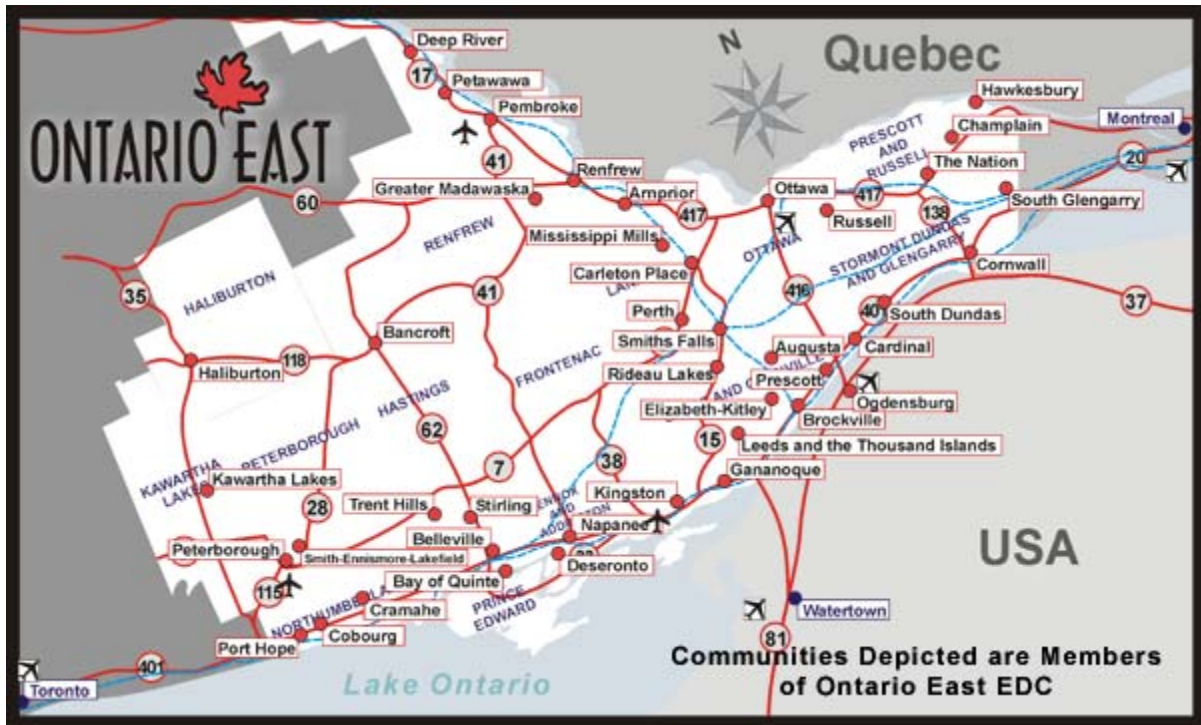 Deep River
Quebec
N
17
Petawawa
Hawkesbury
Pembroke
Champlain
Montreal
ONTARIO EAST
PRESCOTT
AND
RUSSELL
41
The Nation
20
Renfrew
Greater Madawaska
Arnprior
Ottawa
417
South Glengarry
60
417
Russell
138
RENFREW
Mississippi Mills
OTTAWA
STORMONT DUNDAS
AND GLENGARRY
Carleton Place
Cornwall
HALIBURTON
35
41
416
37
Perth
South Dundas
Bancroft
Smiths Falls
Augusta
Cardinal
118
Haliburton
FRONTENAC
Rideau Lakes
Prescott
HASTINGS
Ogdensburg
Elizabeth-Kitley
Brockville
62
15
Leeds and the Thousand Islands
PETERBOROUGH
KAWARTHA
Kawartha Lakes
7
38
Gananoque
28
Trent Hills
Stirling
Kingston
AND
Napanee
USA
Peterborough
Smith-Ennismore-Lakefield
Belleville
Deseronto
Bay of Quinte
115
Cramahe
PRINCE
EDWARD
Watertown
Port Hope
Cobourg
81
401
Communities Depicted are Members
of Ontario East EDC
Toronto
Lake Ontario